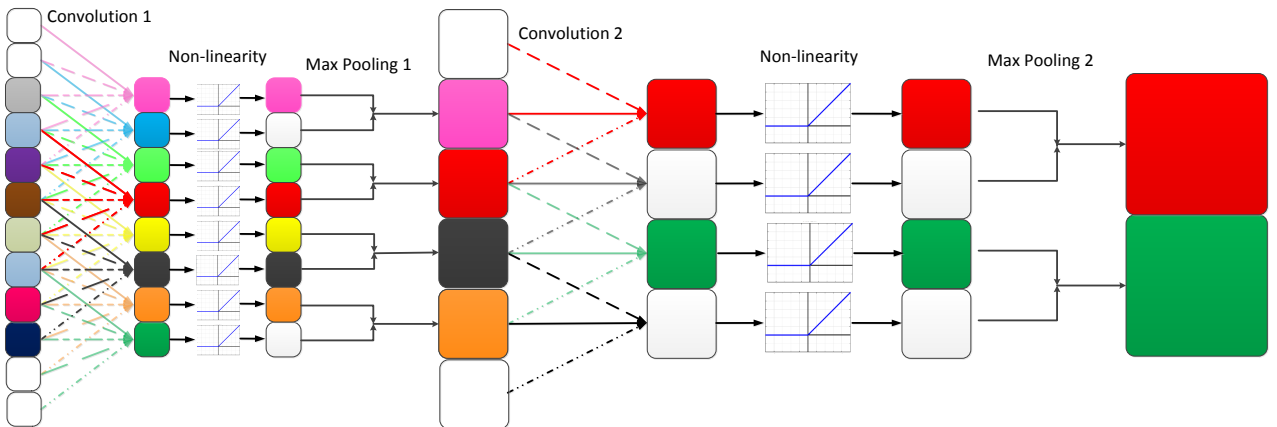 Convolution 1
Non-linearity
Max Pooling 1
Convolution 2
Non-linearity
Max Pooling 2